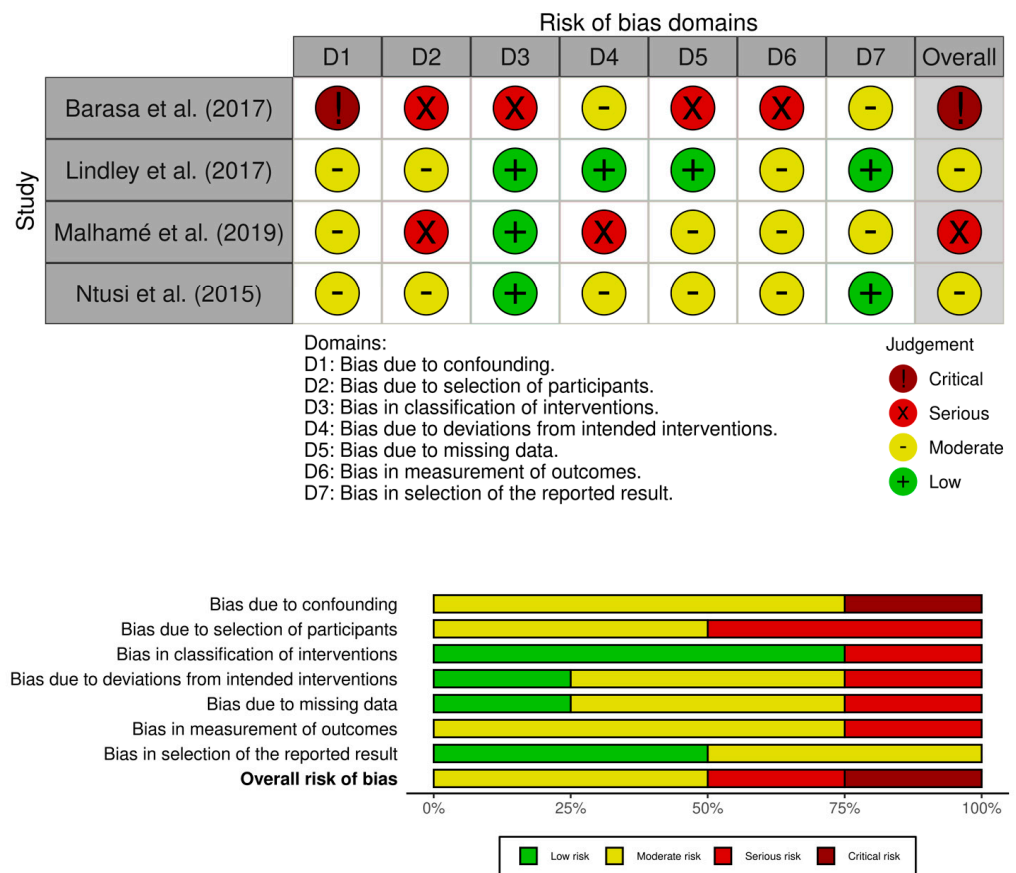 Risk of bias domains
D1 D2 D3 D4 D5 D6 D7 Overall
Study
Barasa et al. (2017) ! X X - X X - !
Lindley et al. (2017) - - + + + - + -
Malhamé et al. (2019) - X + X - - - X
Ntusi et al. (2015) - - + - - - + -
Domains:
D1: Bias due to confounding.
D2: Bias due to selection of participants.
D3: Bias in classification of interventions.
D4: Bias due to deviations from intended interventions.
D5: Bias due to missing data.
D6: Bias in measurement of outcomes.
D7: Bias in selection of the reported result.
Judgement
! Critical
X Serious
- Moderate
+ Low
Bias due to confounding
Bias due to selection of participants
Bias in classification of interventions
Bias due to deviations from intended interventions
Bias due to missing data
Bias in measurement of outcomes
Bias in selection of the reported result
Overall risk of bias
0% 25% 50% 75% 100%
Low risk Moderate risk Serious risk Critical risk